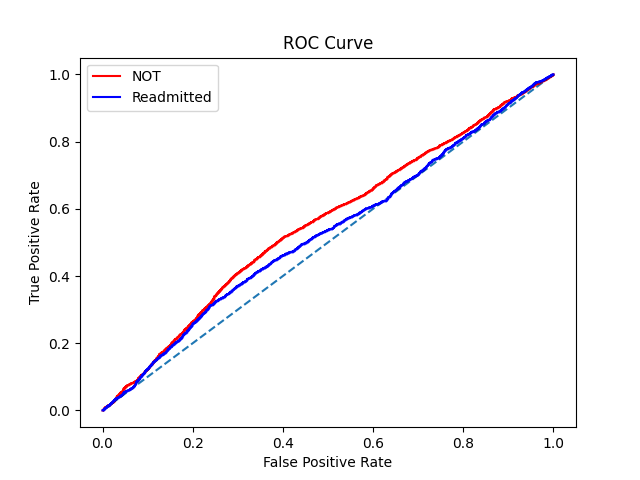 ROC Curve
NOT
Readmitted
True Positive Rate
1.0
0.8
0.6
0.4
0.2
0.0
0.0 0.2 0.4 0.6 0.8 1.0
False Positive Rate